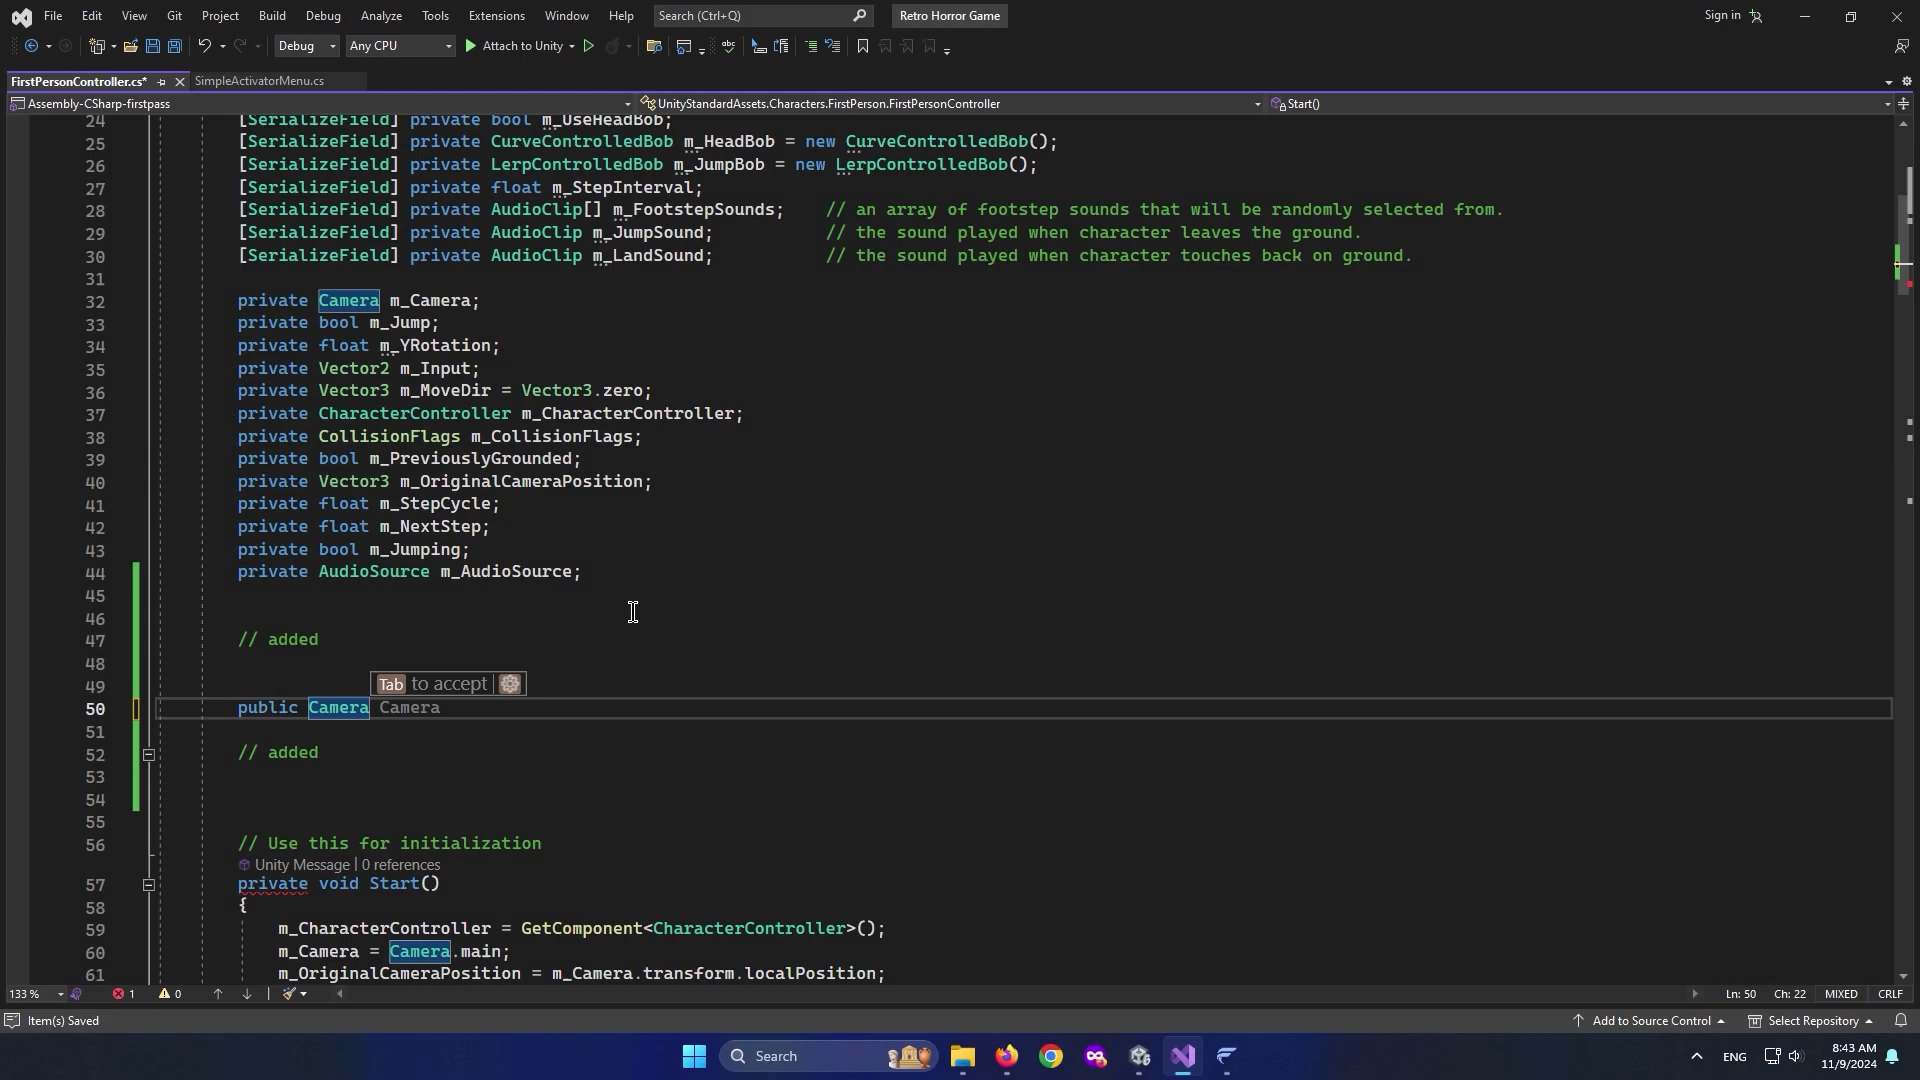 File Edit View Git Project Build Debug Analyze Tools Extensions Window Help Search (Ctrl+Q) Retro Horror Game Sign in
Debug Any CPU Attach to Unity
FirstPersonController.cs* SimpleActivatorMenu.cs
Assembly-CSharp-firstpass UnityStandardAssets.Characters.FirstPerson.FirstPersonController Start()
24 [SerializeField] private bool m_UseHeadBob;
25 [SerializeField] private CurveControlledBob m_HeadBob = new CurveControlledBob();
26 [SerializeField] private LerpControlledBob m_JumpBob = new LerpControlledBob();
27 [SerializeField] private float m_StepInterval;
28 [SerializeField] private AudioClip[] m_FootstepSounds; // an array of footstep sounds that will be randomly selected from.
29 [SerializeField] private AudioClip m_JumpSound; // the sound played when character leaves the ground.
30 [SerializeField] private AudioClip m_LandSound; // the sound played when character touches back on ground.
31
32 private Camera m_Camera;
33 private bool m_Jump;
34 private float m_YRotation;
35 private Vector2 m_Input;
36 private Vector3 m_MoveDir = Vector3.zero;
37 private CharacterController m_CharacterController;
38 private CollisionFlags m_CollisionFlags;
39 private bool m_PreviouslyGrounded;
40 private Vector3 m_OriginalCameraPosition;
41 private float m_StepCycle;
42 private float m_NextStep;
43 private bool m_Jumping;
44 private AudioSource m_AudioSource;
45
46
47 // added
48
49 Tab to accept
50 public Camera Camera
51
52 // added
53
54
55
56 // Use this for initialization
Unity Message | 0 references
57 private void Start()
58 {
59 m_CharacterController = GetComponent<CharacterController>();
60 m_Camera = Camera.main;
61 m_OriginalCameraPosition = m_Camera.transform.localPosition;
133 % 1 0 Ln: 50 Ch: 22 MIXED CRLF
Item(s) Saved Add to Source Control Select Repository
Search ENG 8:43 AM
11/9/2024